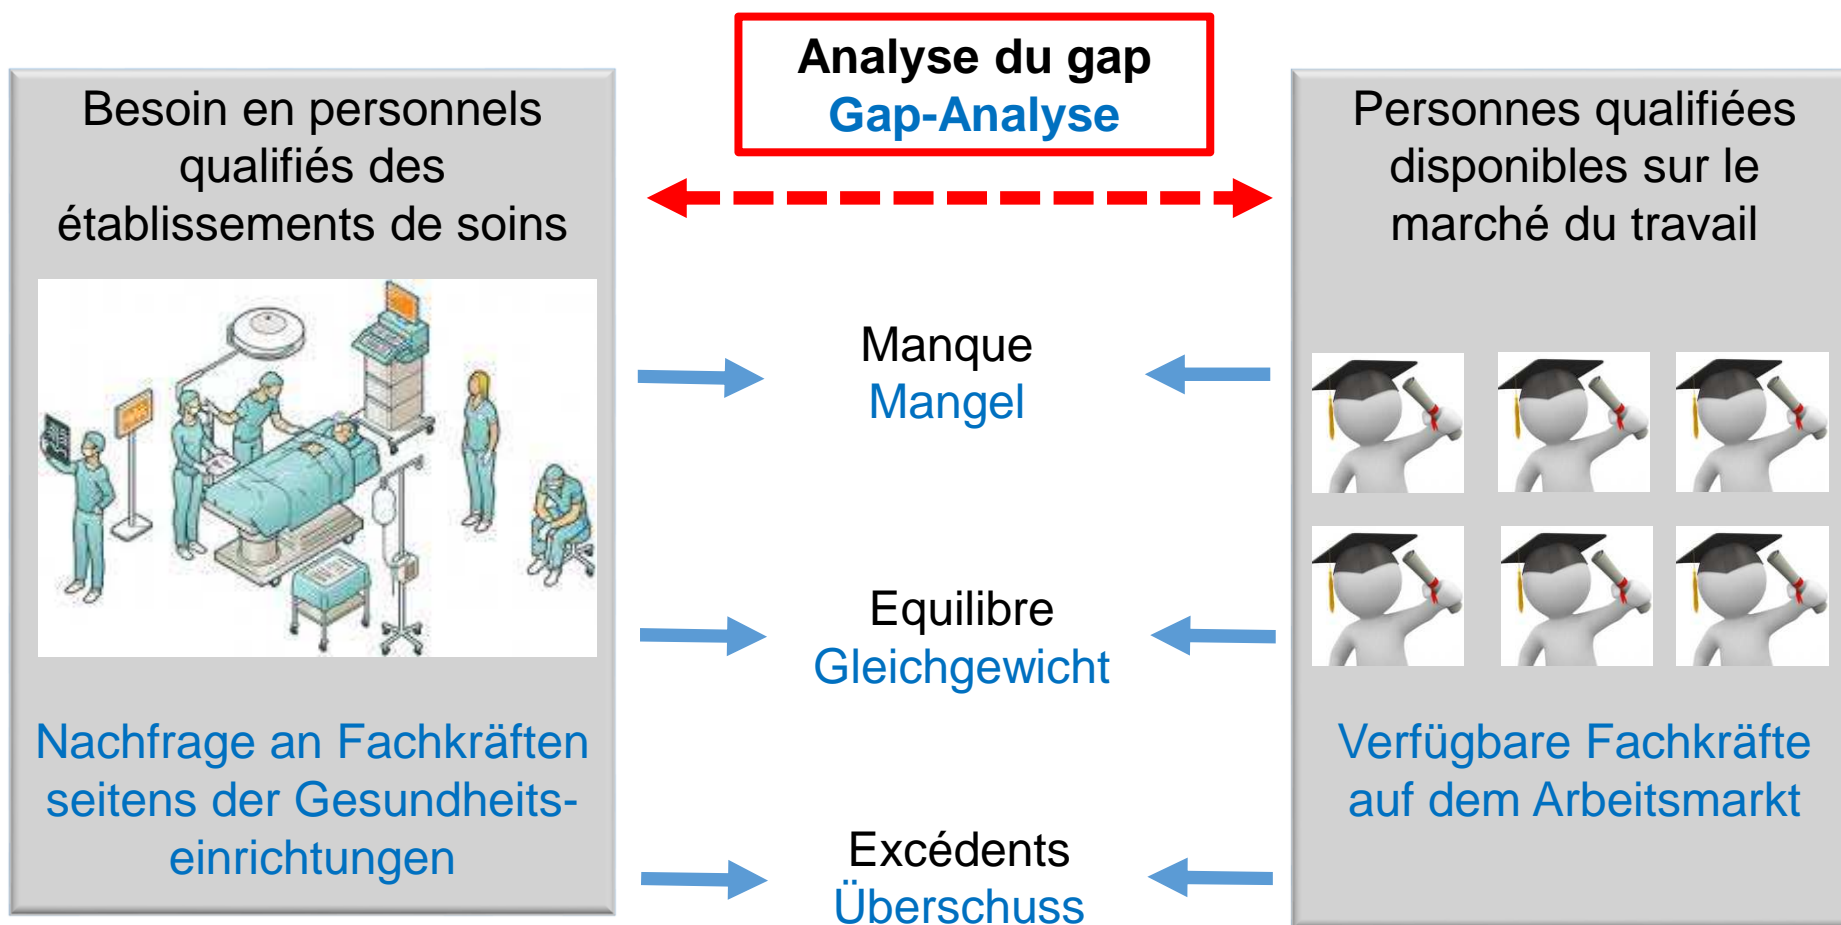 Analyse du gap
Gap-Analyse
Besoin en personnels
qualifiés des
établissements de soins
Nachfrage an Fachkräften
seitens der Gesundheits-
einrichtungen
Manque
Mangel
Equilibre
Gleichgewicht
Excédents
Überschuss
Personnes qualifiées
disponibles sur le
marché du travail
Verfügbare Fachkräfte
auf dem Arbeitsmarkt